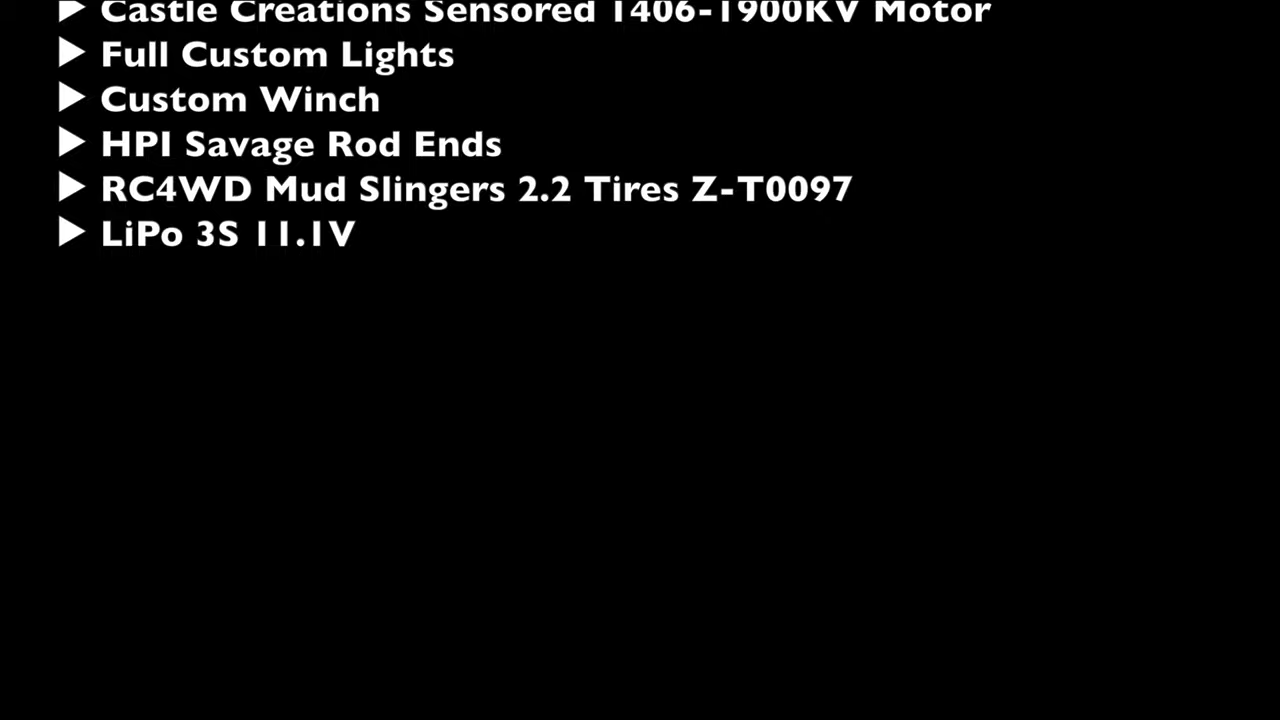 ▶ Castle Creations Sensored 1406-1900KV Motor
▶ Full Custom Lights
▶ Custom Winch
▶ HPI Savage Rod Ends
▶ RC4WD Mud Slingers 2.2 Tires Z-T0097
▶ LiPo 3S 11.1V